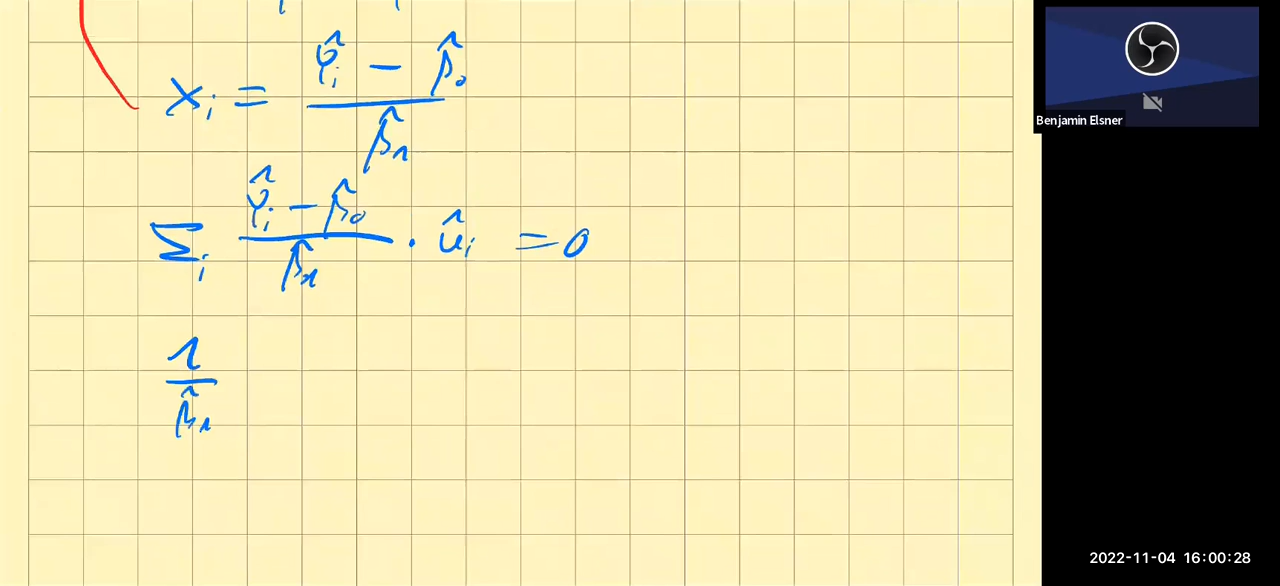 xᵢ = (Ŷᵢ − β̂₀) / β̂₁
Σᵢ (Ŷᵢ − β̂₀) / β̂₁ · ûᵢ = 0
1 / β̂₁
Benjamin Elsner
2022-11-04 16:00:28